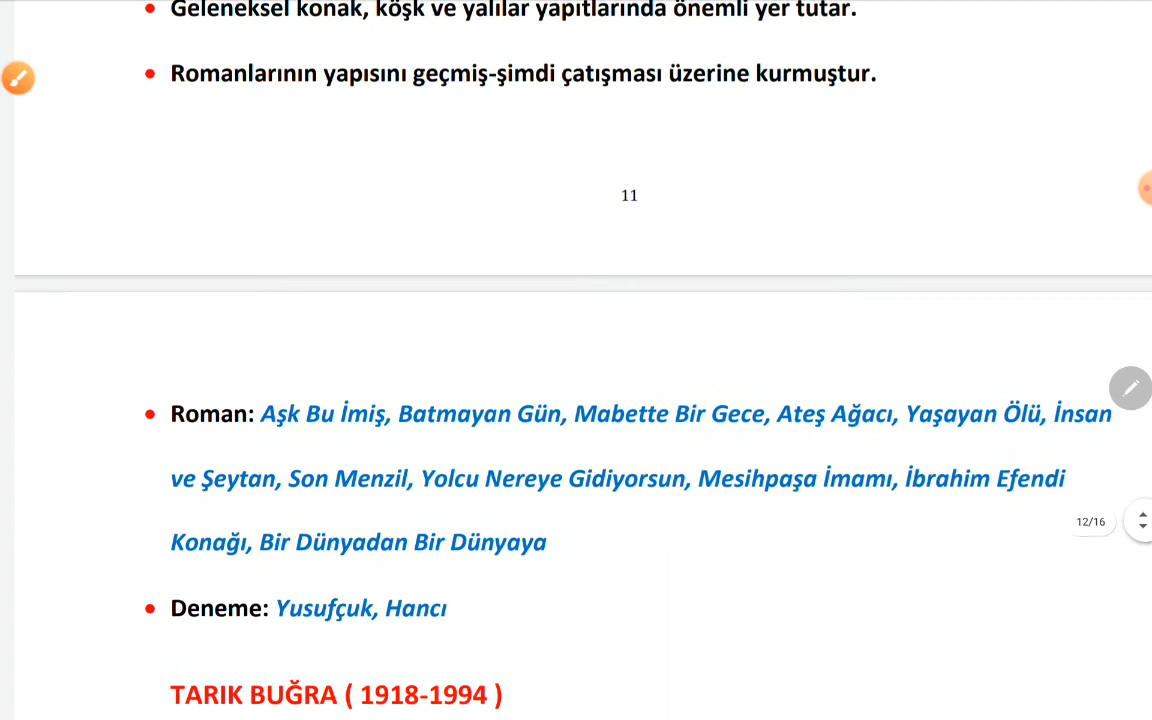 Geleneksel konak, köşk ve yalılar yapıtlarında önemli yer tutar.
Romanlarının yapısını geçmiş-şimdi çatışması üzerine kurmuştur.
11
Roman: Aşk Bu İmiş, Batmayan Gün, Mabette Bir Gece, Ateş Ağacı, Yaşayan Ölü, İnsan
ve Şeytan, Son Menzil, Yolcu Nereye Gidiyorsun, Mesihpaşa İmamı, İbrahim Efendi
12/16
Konağı, Bir Dünyadan Bir Dünyaya
Deneme: Yusufçuk, Hancı
TARIK BUĞRA ( 1918-1994 )